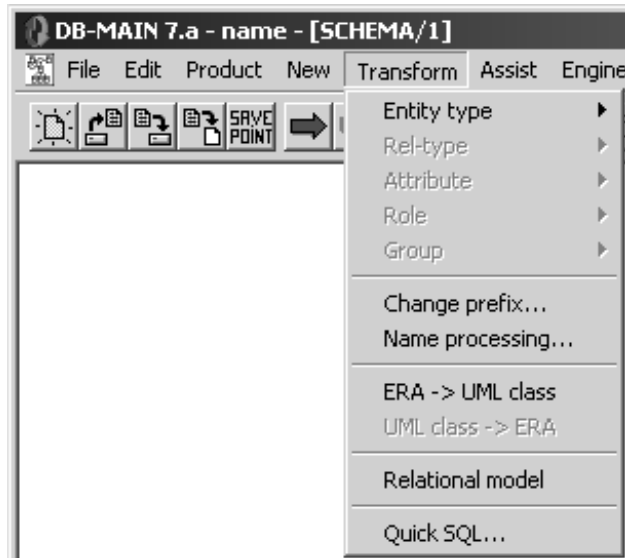 DB-MAIN 7.a - name - [SCHEMA/1]
File Edit Product New Transform Assist Engine
SAVE POINT
Entity type
Rel-type
Attribute
Role
Group
Change prefix...
Name processing...
ERA -> UML class
UML class -> ERA
Relational model
Quick SQL...